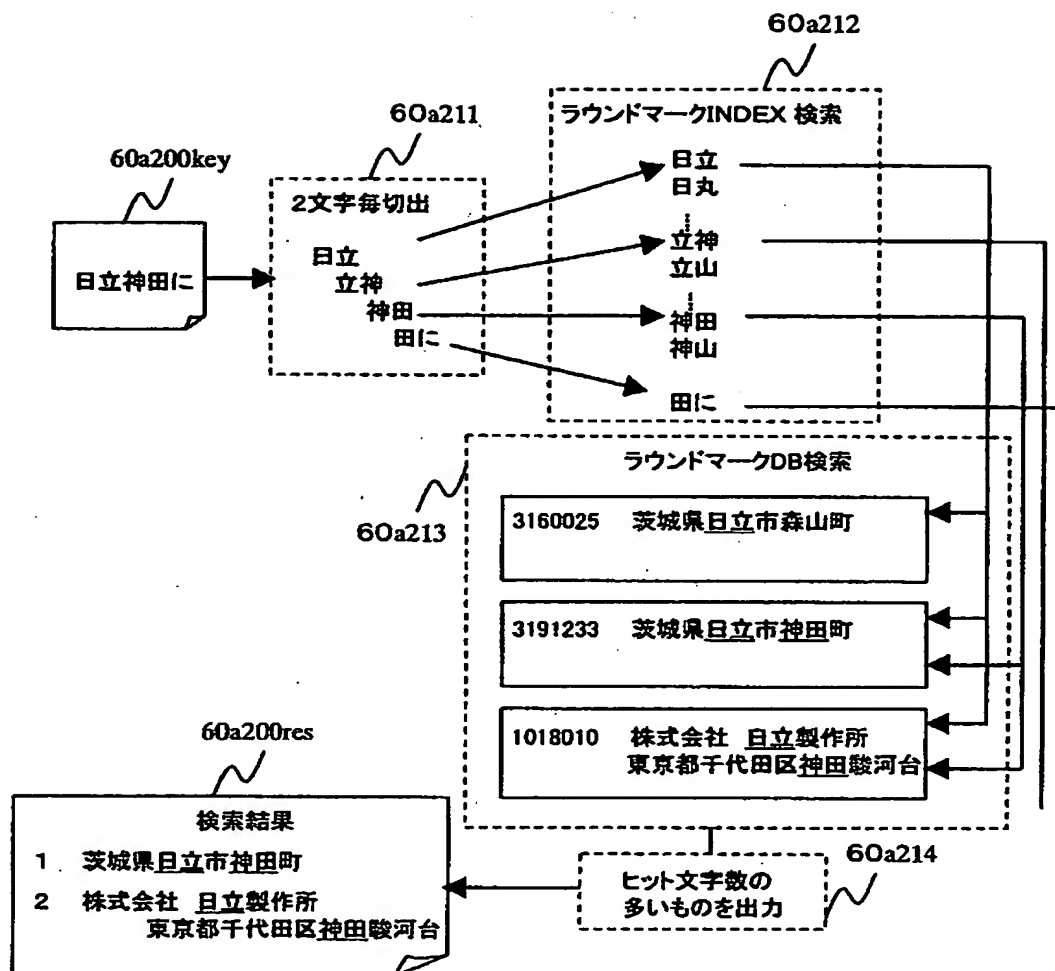 60a212
ラウンドマークINDEX 検索
日立
日丸
立神
立山
神田
神山
田に
60a211
2文字毎切出
日立
立神
神田
田に
60a200key
日立神田に
60a213
ラウンドマークDB検索
3160025 茨城県日立市森山町
3191233 茨城県日立市神田町
1018010 株式会社 日立製作所
東京都千代田区神田駿河台
60a214
ヒット文字数の
多いものを出力
60a200res
検索結果
1 茨城県日立市神田町
2 株式会社 日立製作所
東京都千代田区神田駿河台